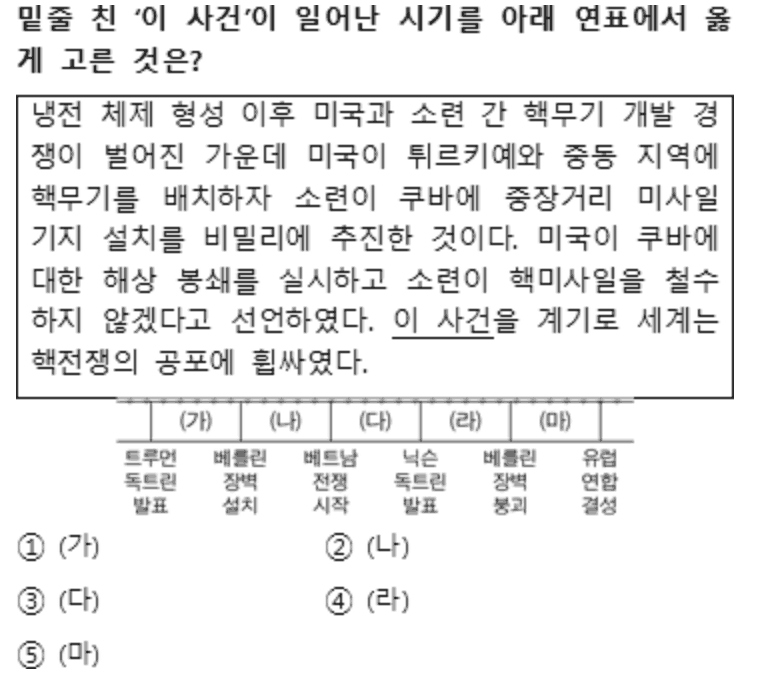 밑줄 친 ‘이 사건’이 일어난 시기를 아래 연표에서 옳
게 고른 것은?
냉전 체제 형성 이후 미국과 소련 간 핵무기 개발 경
쟁이 벌어진 가운데 미국이 튀르키예와 중동 지역에
핵무기를 배치하자 소련이 쿠바에 중장거리 미사일
기지 설치를 비밀리에 추진한 것이다. 미국이 쿠바에
대한 해상 봉쇄를 실시하고 소련이 핵미사일을 철수
하지 않겠다고 선언하였다. 이 사건을 계기로 세계는
핵전쟁의 공포에 휩싸였다.
(가) (나) (다) (라) (마)
트루먼 베를린 베트남 닉슨 베를린 유럽
독트린 장벽 전쟁 독트린 장벽 연합
발표 설치 시작 발표 붕괴 결성
① (가) ② (나)
③ (다) ④ (라)
⑤ (마)